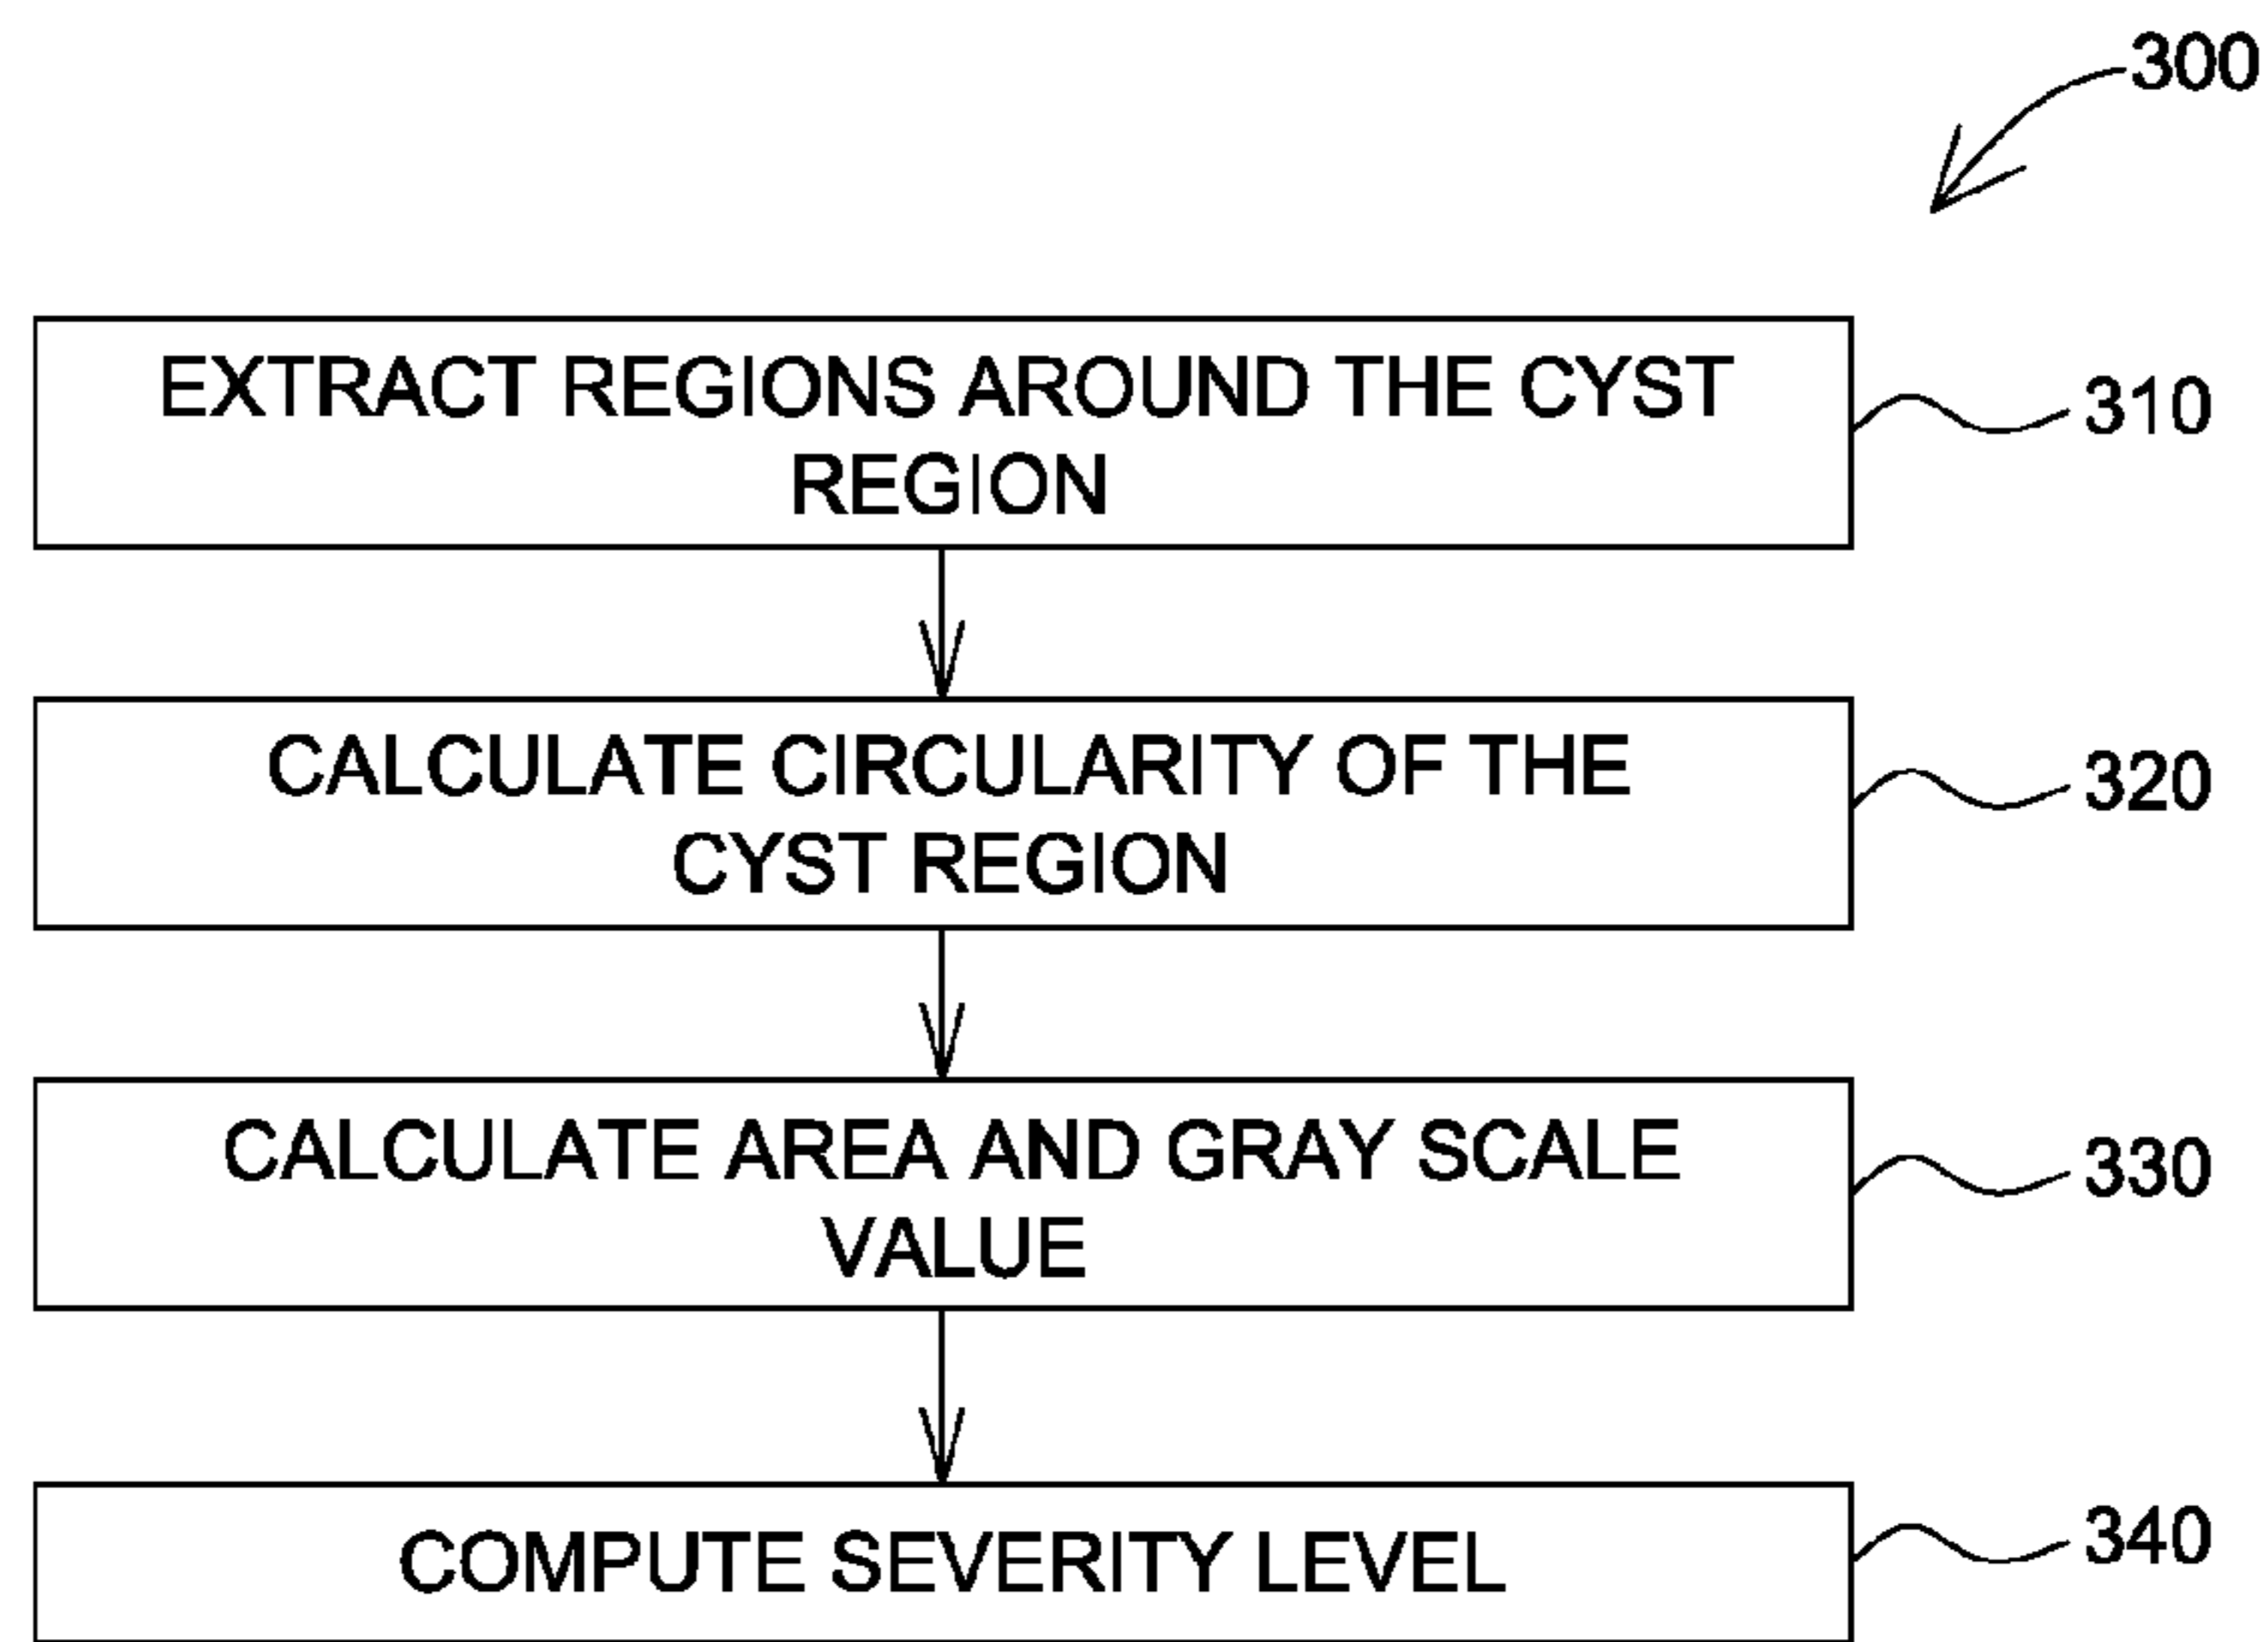 300
EXTRACT REGIONS AROUND THE CYST
REGION
310
CALCULATE CIRCULARITY OF THE
CYST REGION
320
CALCULATE AREA AND GRAY SCALE
VALUE
330
COMPUTE SEVERITY LEVEL
340